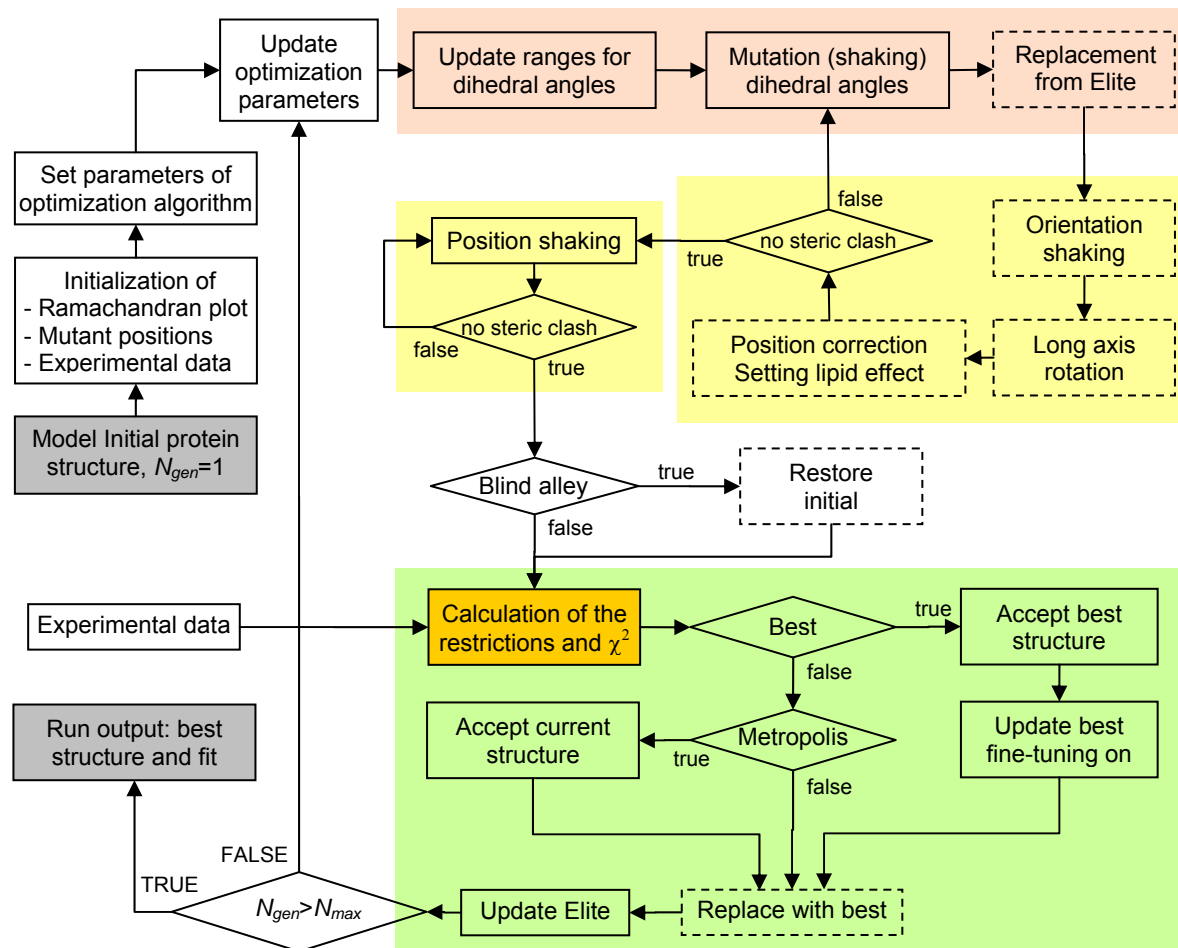 Update
optimization
parameters
Update ranges for
dihedral angles
Mutation (shaking)
dihedral angles
Replacement
from Elite
Set parameters of
optimization algorithm
Initialization of
- Ramachandran plot
- Mutant positions
- Experimental data
Model Initial protein
structure, Ngen=1
Position shaking
no steric clash
false
true
false
no steric clash
true
Orientation
shaking
Position correction
Setting lipid effect
Long axis
rotation
Blind alley
true
false
Restore
initial
Experimental data
Calculation of the
restrictions and χ²
Best
true
false
Accept best
structure
Run output: best
structure and fit
Accept current
structure
Metropolis
true
false
Update best
fine-tuning on
FALSE
TRUE
Ngen>Nmax
Update Elite
Replace with best